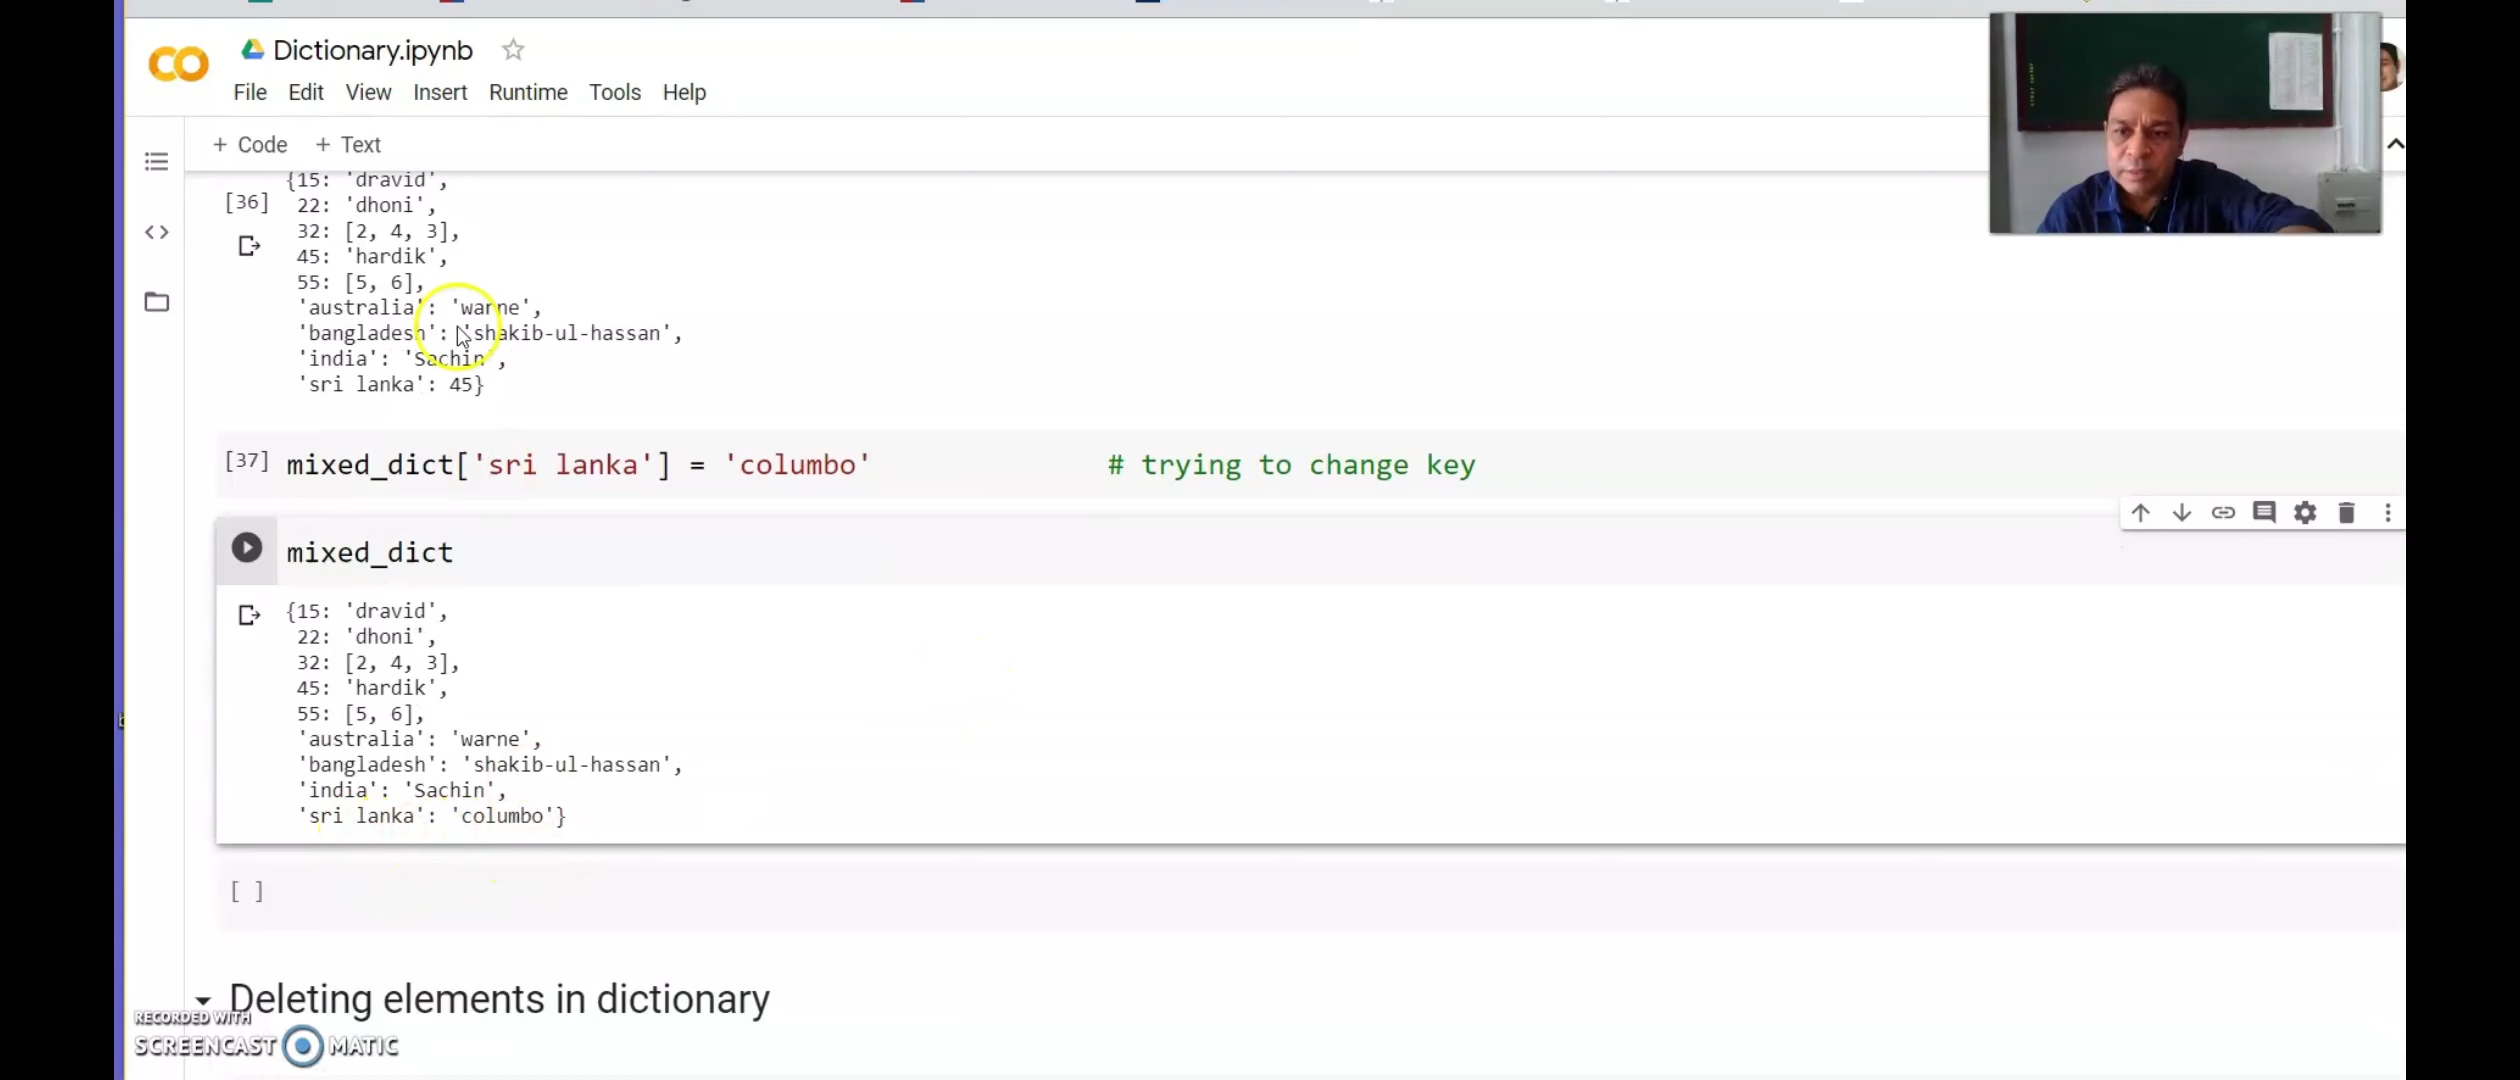 Dictionary.ipynb
File Edit View Insert Runtime Tools Help
+ Code + Text
{15: 'dravid',
[36] 22: 'dhoni',
32: [2, 4, 3],
45: 'hardik',
55: [5, 6],
'australia': 'warne',
'bangladesh': 'shakib-ul-hassan',
'india': 'Sachin',
'sri lanka': 45}
[37] mixed_dict['sri lanka'] = 'columbo' # trying to change key
mixed_dict
{15: 'dravid',
22: 'dhoni',
32: [2, 4, 3],
45: 'hardik',
55: [5, 6],
'australia': 'warne',
'bangladesh': 'shakib-ul-hassan',
'india': 'Sachin',
'sri lanka': 'columbo'}
[ ]
Deleting elements in dictionary
RECORDED WITH
SCREENCAST MATIC